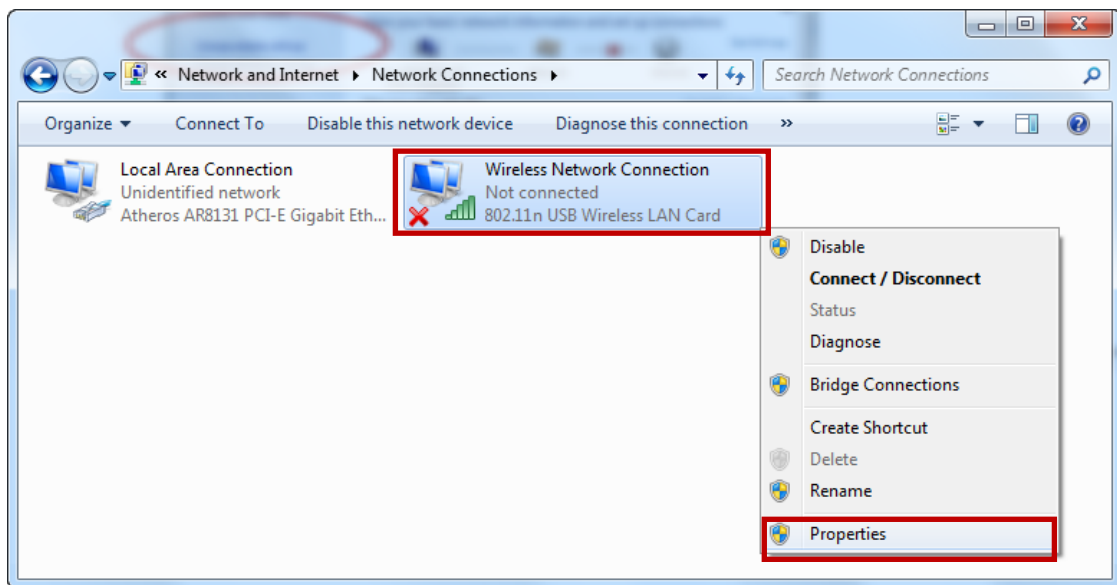 « Network and Internet ▸ Network Connections ▸
Search Network Connections
Organize ▾ Connect To Disable this network device Diagnose this connection »
Local Area Connection
Unidentified network
Atheros AR8131 PCI-E Gigabit Eth...
Wireless Network Connection
Not connected
802.11n USB Wireless LAN Card
Disable
Connect / Disconnect
Status
Diagnose
Bridge Connections
Create Shortcut
Delete
Rename
Properties